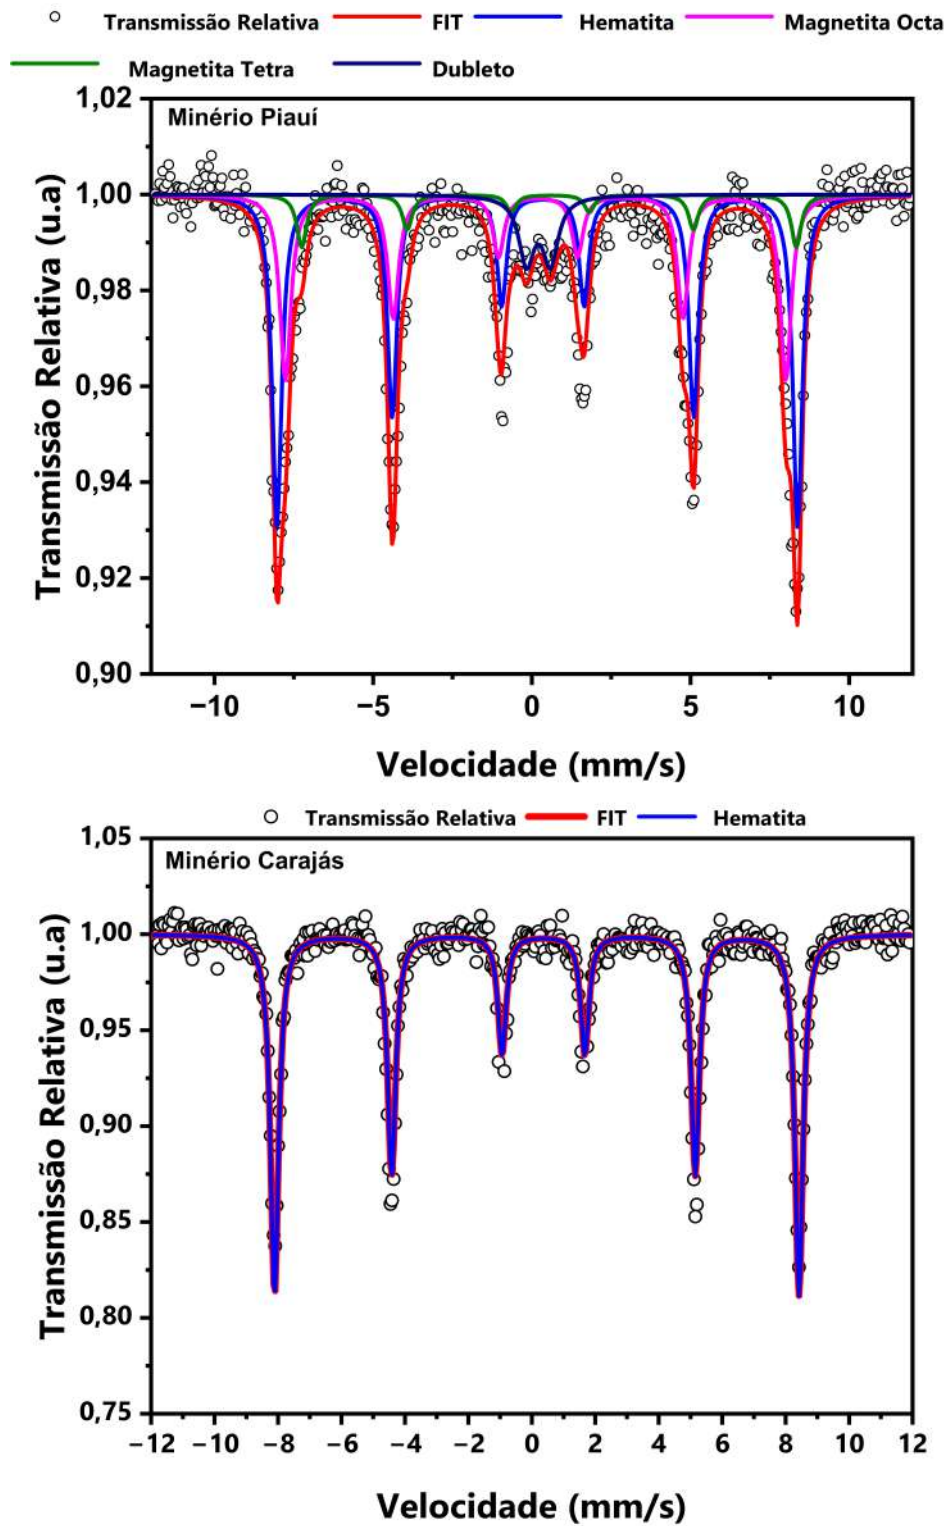 Transmissão Relativa FIT Hematita Magnetita Octa
Magnetita Tetra Dubleto
1,02
Minério Piauí
1,00
0,98
0,96
0,94
0,92
0,90
Transmissão Relativa (u.a)
−10 −5 0 5 10
Velocidade (mm/s)
Transmissão Relativa FIT Hematita
1,05
Minério Carajás
1,00
0,95
0,90
0,85
0,80
0,75
Transmissão Relativa (u.a)
−12 −10 −8 −6 −4 −2 0 2 4 6 8 10 12
Velocidade (mm/s)